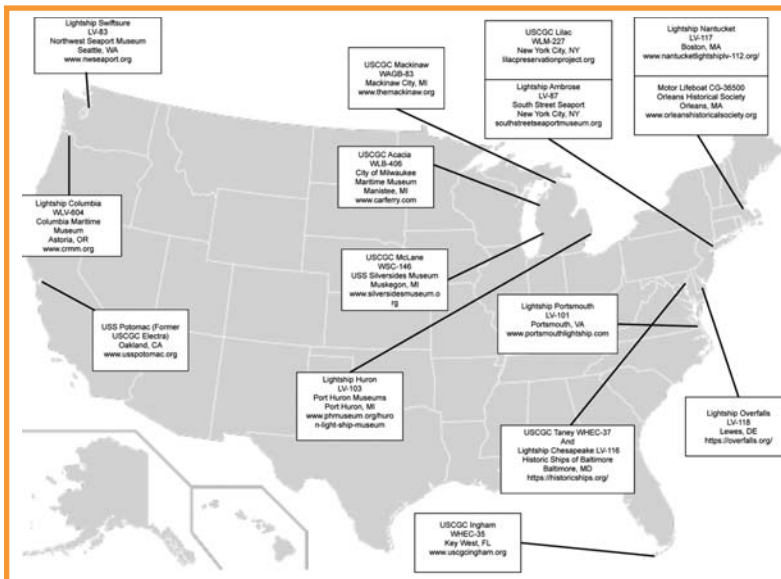 Lightship Swiftsure
LV-83
Northwest Seaport Museum
Seattle, WA
www.nwseaport.org
USCGC Mackinaw
WAGB-83
Mackinaw City, MI
www.themackinaw.org
USCGC Lilac
WLM-227
New York City, NY
lilacpreservationproject.org
Lightship Ambrose
LV-87
South Street Seaport
New York City, NY
southstreetseaportmuseum.org
Lightship Nantucket
LV-117
Boston, MA
www.nantucketlightshiplv-112.org/
Motor Lifeboat CG-36500
Orleans Historical Society
Orleans, MA
www.orleanshistoricalsociety.org
USCGC Acacia
WLB-406
City of Milwaukee
Maritime Museum
Manistee, MI
www.carferry.com
Lightship Columbia
WLV-604
Columbia Maritime
Museum
Astoria, OR
www.crmm.org
USCGC McLane
WSC-146
USS Silversides Museum
Muskegon, MI
www.silversidesmuseum.o
rg
USS Potomac (Former
USCGC Electra)
Oakland, CA
www.usspotomac.org
Lightship Portsmouth
LV-101
Portsmouth, VA
www.portsmouthlightship.com
Lightship Huron
LV-103
Port Huron Museums
Port Huron, MI
www.phmuseum.org/huro
n-light-ship-museum
USCGC Taney WHEC-37
And
Lightship Chesapeake LV-116
Historic Ships of Baltimore
Baltimore, MD
https://historicships.org/
Lightship Overfalls
LV-118
Lewes, DE
https://overfalls.org/
USCGC Ingham
WHEC-35
Key West, FL
www.uscgcingham.org